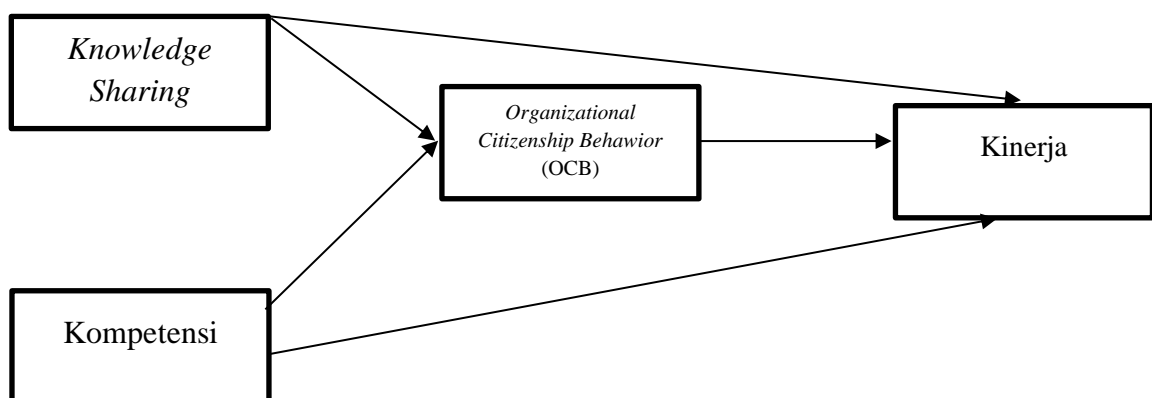 Knowledge
Sharing
Organizational
Citizenship Behawior
(OCB)
Kinerja
Kompetensi